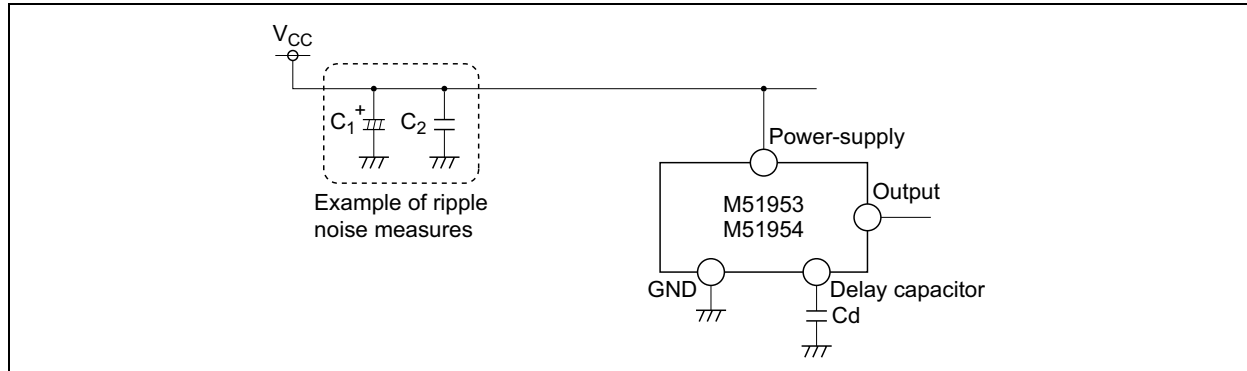 VCC
C1
+
C2
Example of ripple
noise measures
Power-supply
Output
M51953
M51954
GND
Delay capacitor
Cd